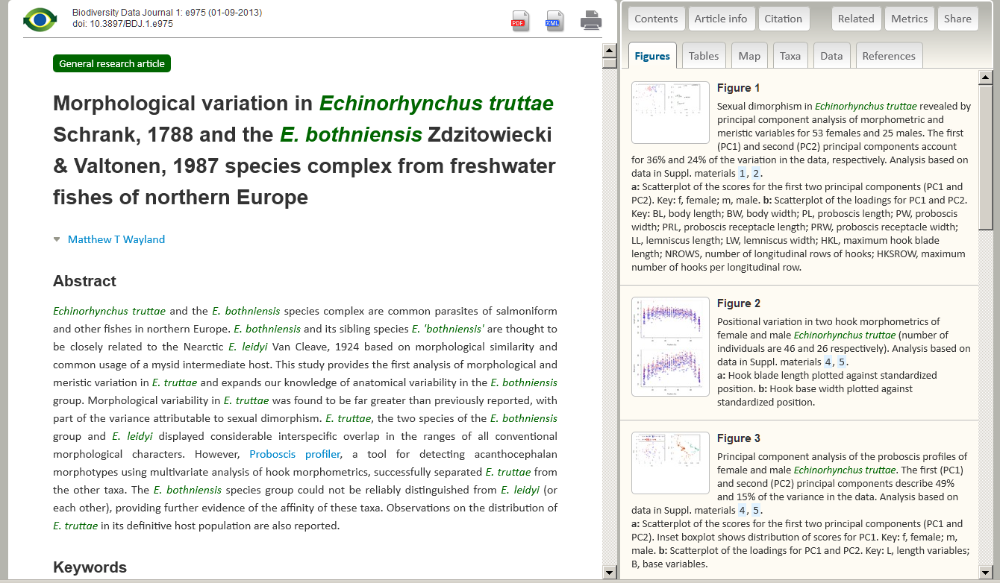 Biodiversity Data Journal 1: e975 (01-09-2013)
doi: 10.3897/BDJ.1.e975
PDF
XML
General research article
Morphological variation in Echinorhynchus truttae
Schrank, 1788 and the E. bothniensis Zdzitowiecki
& Valtonen, 1987 species complex from freshwater
fishes of northern Europe
Matthew T Wayland
Abstract
Echinorhynchus truttae and the E. bothniensis species complex are common parasites of salmoniform
and other fishes in northern Europe. E. bothniensis and its sibling species E. 'bothniensis' are thought to
be closely related to the Nearctic E. leidyi Van Cleave, 1924 based on morphological similarity and
common usage of a mysid intermediate host. This study provides the first analysis of morphological and
meristic variation in E. truttae and expands our knowledge of anatomical variability in the E. bothniensis
group. Morphological variability in E. truttae was found to be far greater than previously reported, with
part of the variance attributable to sexual dimorphism. E. truttae, the two species of the E. bothniensis
group and E. leidyi displayed considerable interspecific overlap in the ranges of all conventional
morphological characters. However, Proboscis profiler, a tool for detecting acanthocephalan
morphotypes using multivariate analysis of hook morphometrics, successfully separated E. truttae from
the other taxa. The E. bothniensis species group could not be reliably distinguished from E. leidyi (or
each other), providing further evidence of the affinity of these taxa. Observations on the distribution of
E. truttae in its definitive host population are also reported.
Keywords
Contents Article info Citation Related Metrics Share
Figures Tables Map Taxa Data References
Figure 1
Sexual dimorphism in Echinorhynchus truttae revealed by
principal component analysis of morphometric and
meristic variables for 53 females and 25 males. The first
(PC1) and second (PC2) principal components account
for 36% and 24% of the variation in the data, respectively. Analysis based on
data in Suppl. materials 1, 2.
a: Scatterplot of the scores for the first two principal components (PC1 and
PC2). Key: f, female; m, male. b: Scatterplot of the loadings for PC1 and PC2.
Key: BL, body length; BW, body width; PL, proboscis length; PW, proboscis
width; PRL, proboscis receptacle length; PRW, proboscis receptacle width;
LL, lemniscus length; LW, lemniscus width; HKL, maximum hook blade
length; NROWS, number of longitudinal rows of hooks; HKSROW, maximum
number of hooks per longitudinal row.
Figure 2
Positional variation in two hook morphometrics of
female and male Echinorhynchus truttae (number of
individuals are 46 and 26 respectively). Analysis based on
data in Suppl. materials 4, 5.
a: Hook blade length plotted against standardized
position. b: Hook base width plotted against
standardized position.
Figure 3
Principal component analysis of the proboscis profiles of
female and male Echinorhynchus truttae. The first (PC1)
and second (PC2) principal components describe 49%
and 15% of the variance in the data. Analysis based on
data in Suppl. materials 4, 5.
a: Scatterplot of the scores for the first two principal components (PC1 and
PC2). Inset boxplot shows distribution of scores for PC1. Key: f, female; m,
male. b: Scatterplot of the loadings for PC1 and PC2. Key: L, length variables;
B, base variables.